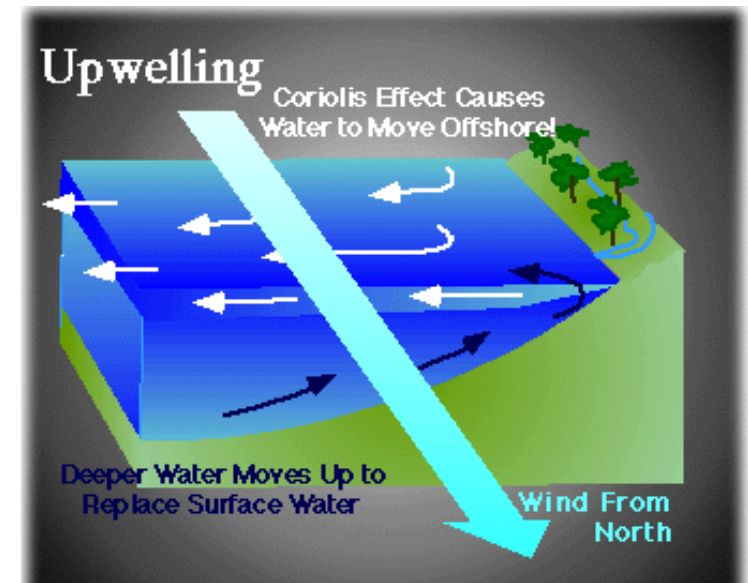 Upwelling
Coriolis Effect Causes
Water to Move Offshore!
Deeper Water Moves Up to
Replace Surface Water
Wind From
North